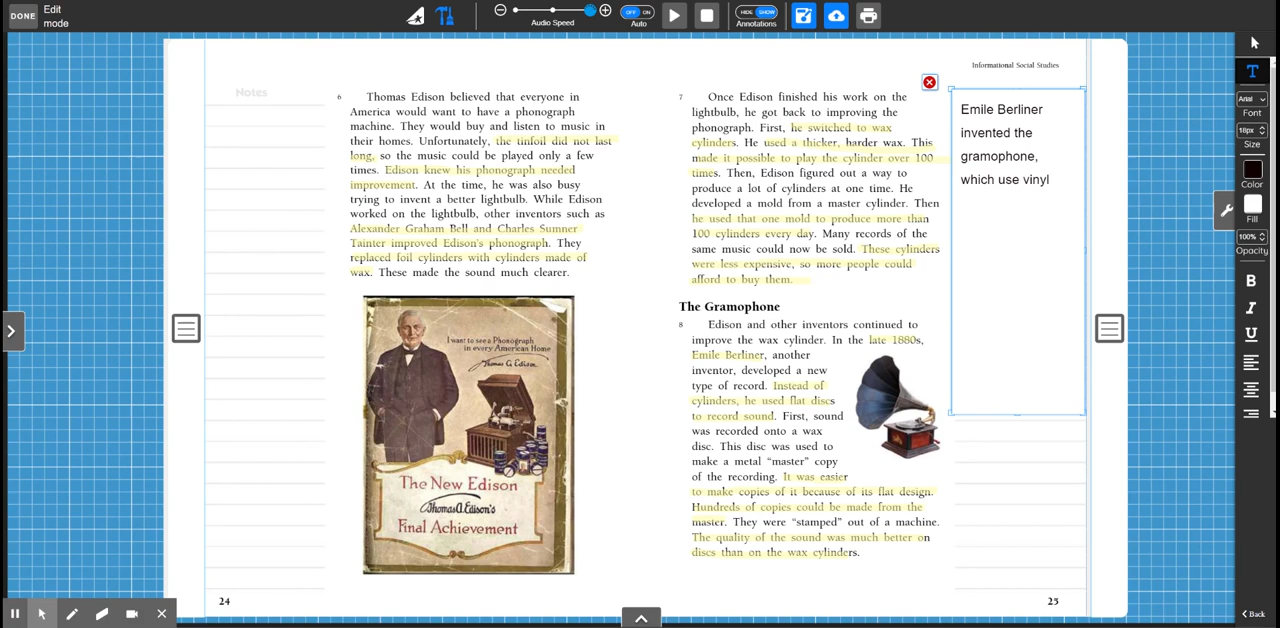 DONE
Edit
mode
Audio Speed
OFF ON
Auto
HIDE SHOW
Annotations
Notes
6 Thomas Edison believed that everyone in
America would want to have a phonograph
machine. They would buy and listen to music in
their homes. Unfortunately, the tinfoil did not last
long, so the music could be played only a few
times. Edison knew his phonograph needed
improvement. At the time, he was also busy
trying to invent a better lightbulb. While Edison
worked on the lightbulb, other inventors such as
Alexander Graham Bell and Charles Sumner
Tainter improved Edison's phonograph. They
replaced foil cylinders with cylinders made of
wax. These made the sound much clearer.
I want to see a Phonograph
in every American Home
Thomas A. Edison.
The New Edison
Thomas A. Edison's
Final Achievement
24
Informational Social Studies
7 Once Edison finished his work on the
lightbulb, he got back to improving the
phonograph. First, he switched to wax
cylinders. He used a thicker, harder wax. This
made it possible to play the cylinder over 100
times. Then, Edison figured out a way to
produce a lot of cylinders at one time. He
developed a mold from a master cylinder. Then
he used that one mold to produce more than
100 cylinders every day. Many records of the
same music could now be sold. These cylinders
were less expensive, so more people could
afford to buy them.
The Gramophone
8 Edison and other inventors continued to
improve the wax cylinder. In the late 1880s,
Emile Berliner, another
inventor, developed a new
type of record. Instead of
cylinders, he used flat discs
to record sound. First, sound
was recorded onto a wax
disc. This disc was used to
make a metal “master” copy
of the recording. It was easier
to make copies of it because of its flat design.
Hundreds of copies could be made from the
master. They were “stamped” out of a machine.
The quality of the sound was much better on
discs than on the wax cylinders.
25
Emile Berliner
invented the
gramophone,
which use vinyl
T
Arial
Font
18px
Size
Color
Fill
100%
Opacity
B
I
U
Back